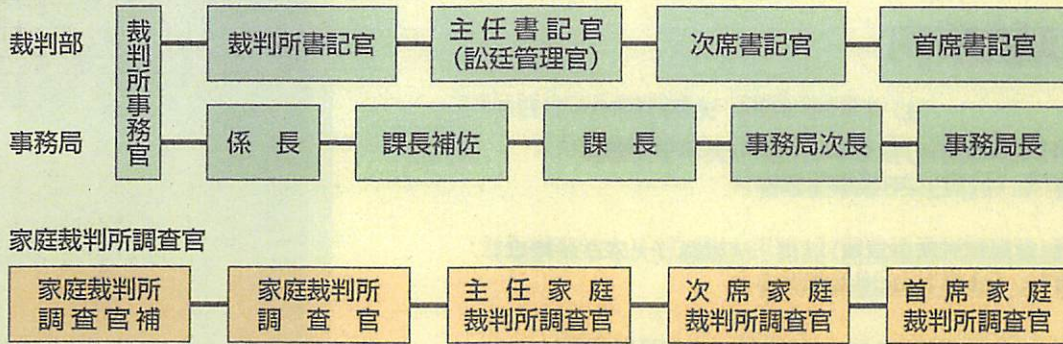 裁判部
裁判所事務官
裁判所書記官
主任書記官
(訟廷管理官)
次席書記官
首席書記官
事務局
係長
課長補佐
課長
事務局次長
事務局長
家庭裁判所調査官
家庭裁判所
調査官補
家庭裁判所
調査官
主任家庭
裁判所調査官
次席家庭
裁判所調査官
首席家庭
裁判所調査官